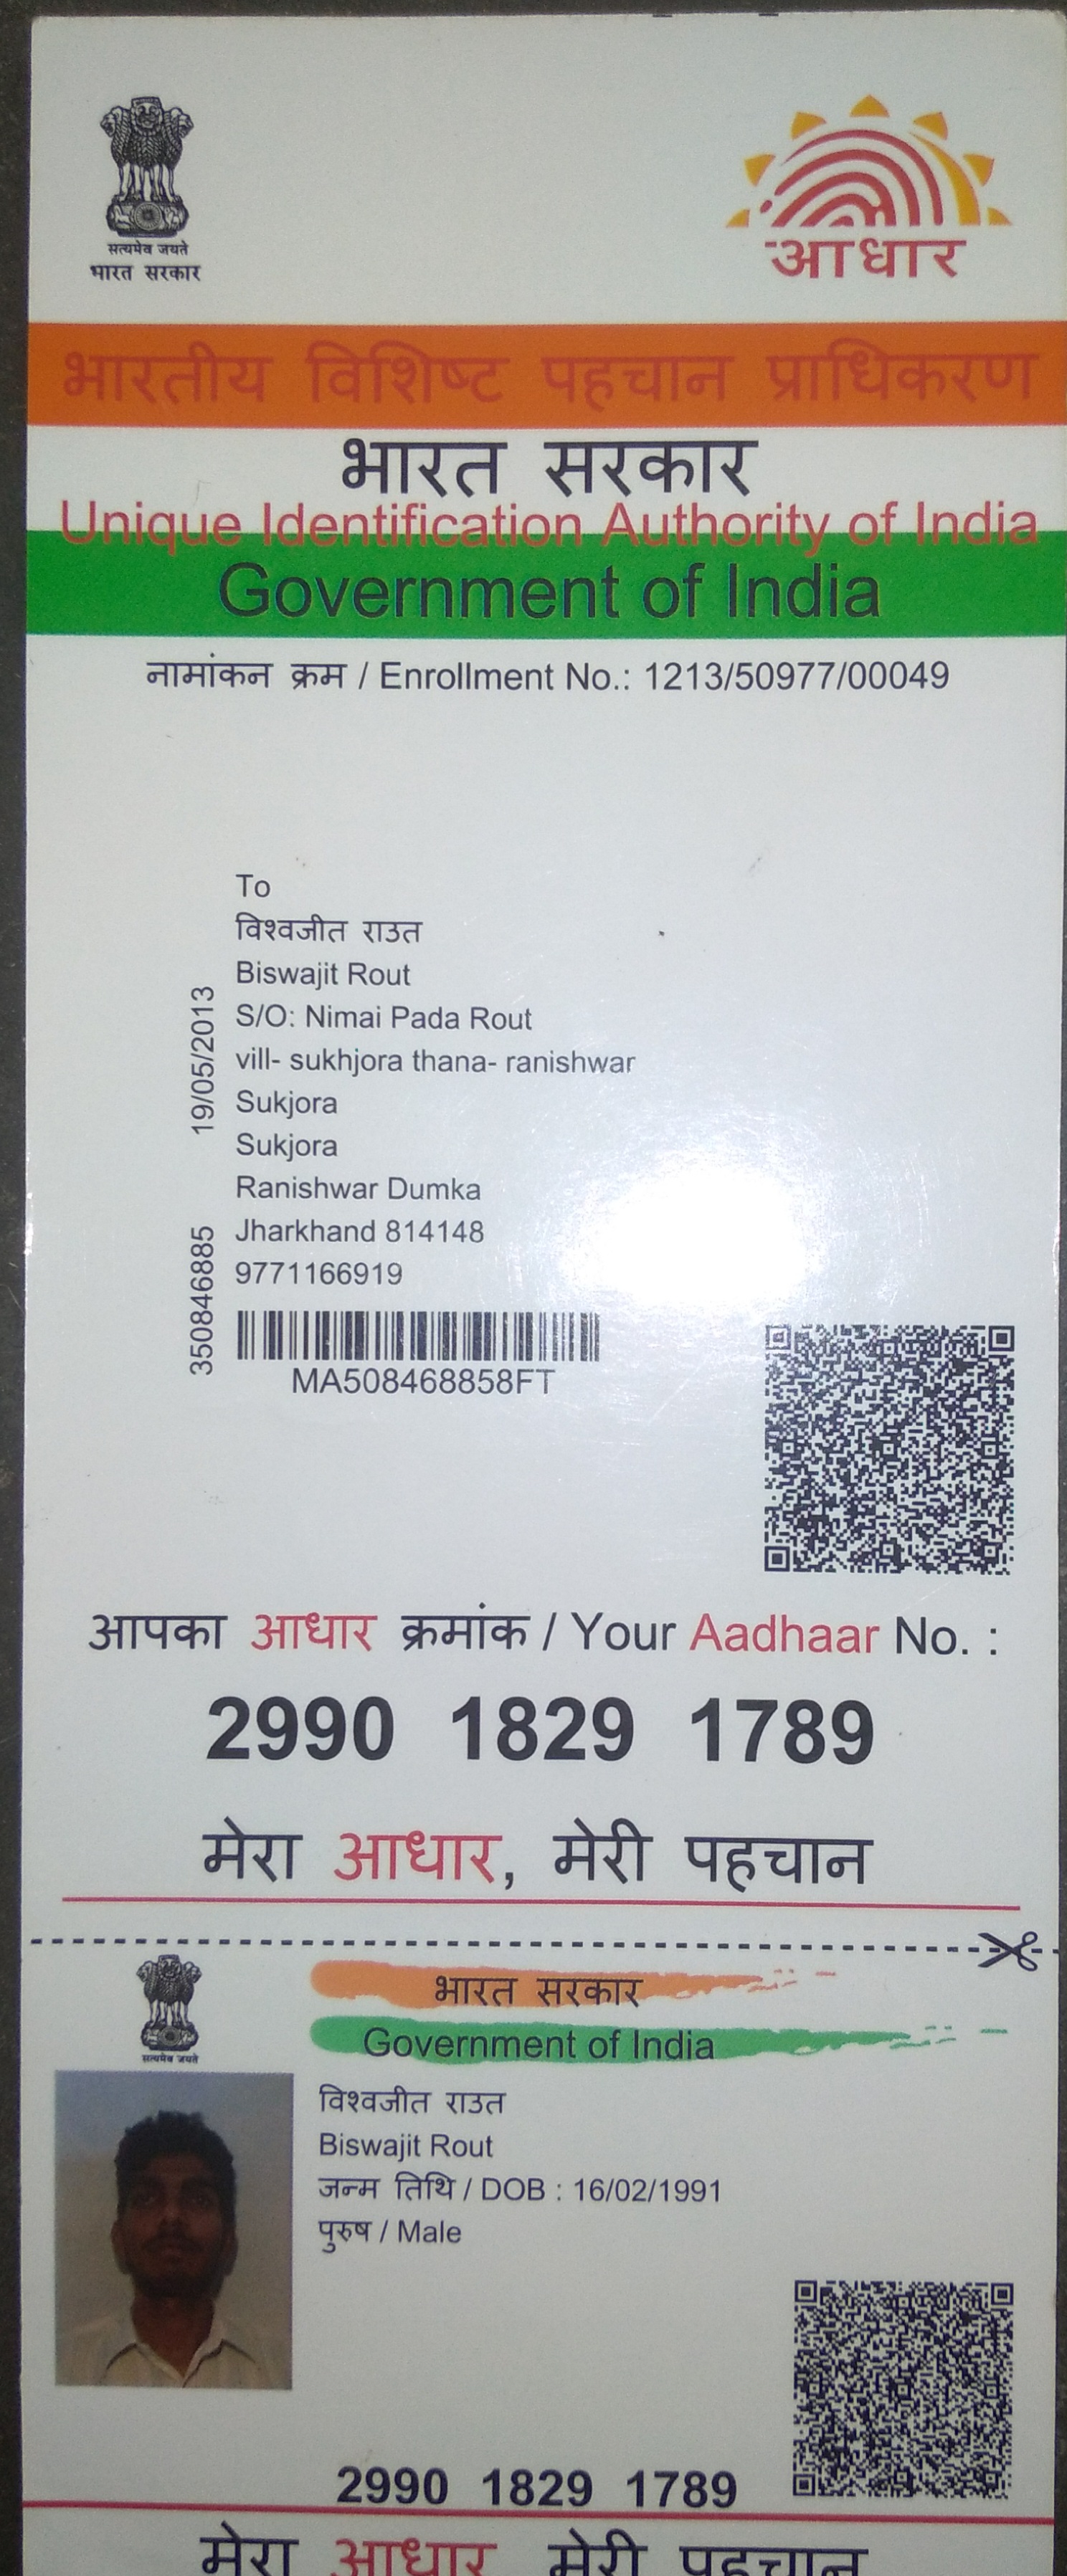 सत्यमेव जयते
भारत सरकार
आधार
भारतीय विशिष्ट पहचान प्राधिकरण
भारत सरकार
Unique Identification Authority of India
Government of India
नामांकन क्रम / Enrollment No.: 1213/50977/00049
To
विश्वजीत राउत
Biswajit Rout
S/O: Nimai Pada Rout
vill- sukhjora thana- ranishwar
Sukjora
Sukjora
Ranishwar Dumka
Jharkhand 814148
9771166919
19/05/2013
350846885
MA508468858FT
आपका आधार क्रमांक / Your Aadhaar No. :
2990 1829 1789
मेरा आधार, मेरी पहचान
सत्यमेव जयते
भारत सरकार
Government of India
विश्वजीत राउत
Biswajit Rout
जन्म तिथि / DOB : 16/02/1991
पुरुष / Male
2990 1829 1789
मेरा आधार, मेरी पहचान